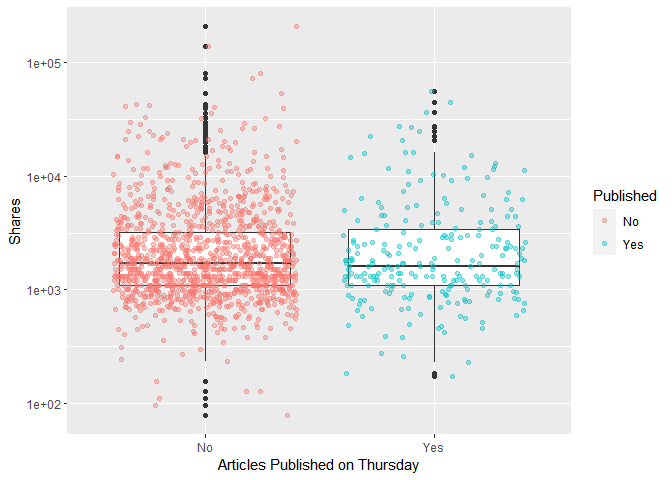 1e+05
1e+04
1e+03
1e+02
Shares
No
Yes
Articles Published on Thursday
Published
No
Yes